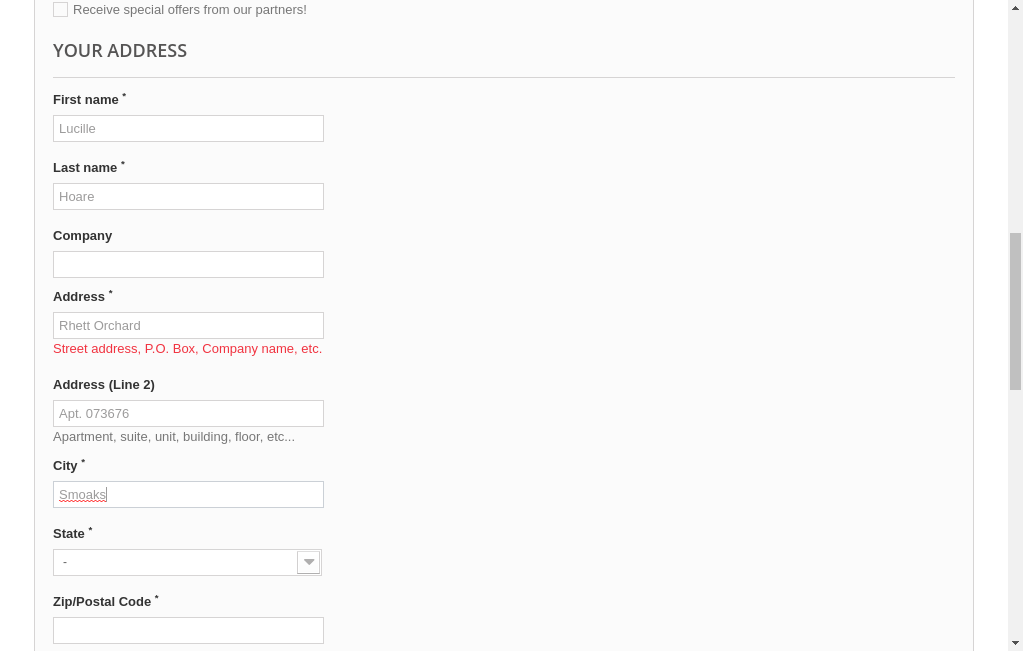 Receive special offers from our partners!
YOUR ADDRESS
First name *
Lucille
Last name *
Hoare
Company
Address *
Rhett Orchard
Street address, P.O. Box, Company name, etc.
Address (Line 2)
Apt. 073676
Apartment, suite, unit, building, floor, etc...
City *
Smoaks
State *
-
Zip/Postal Code *